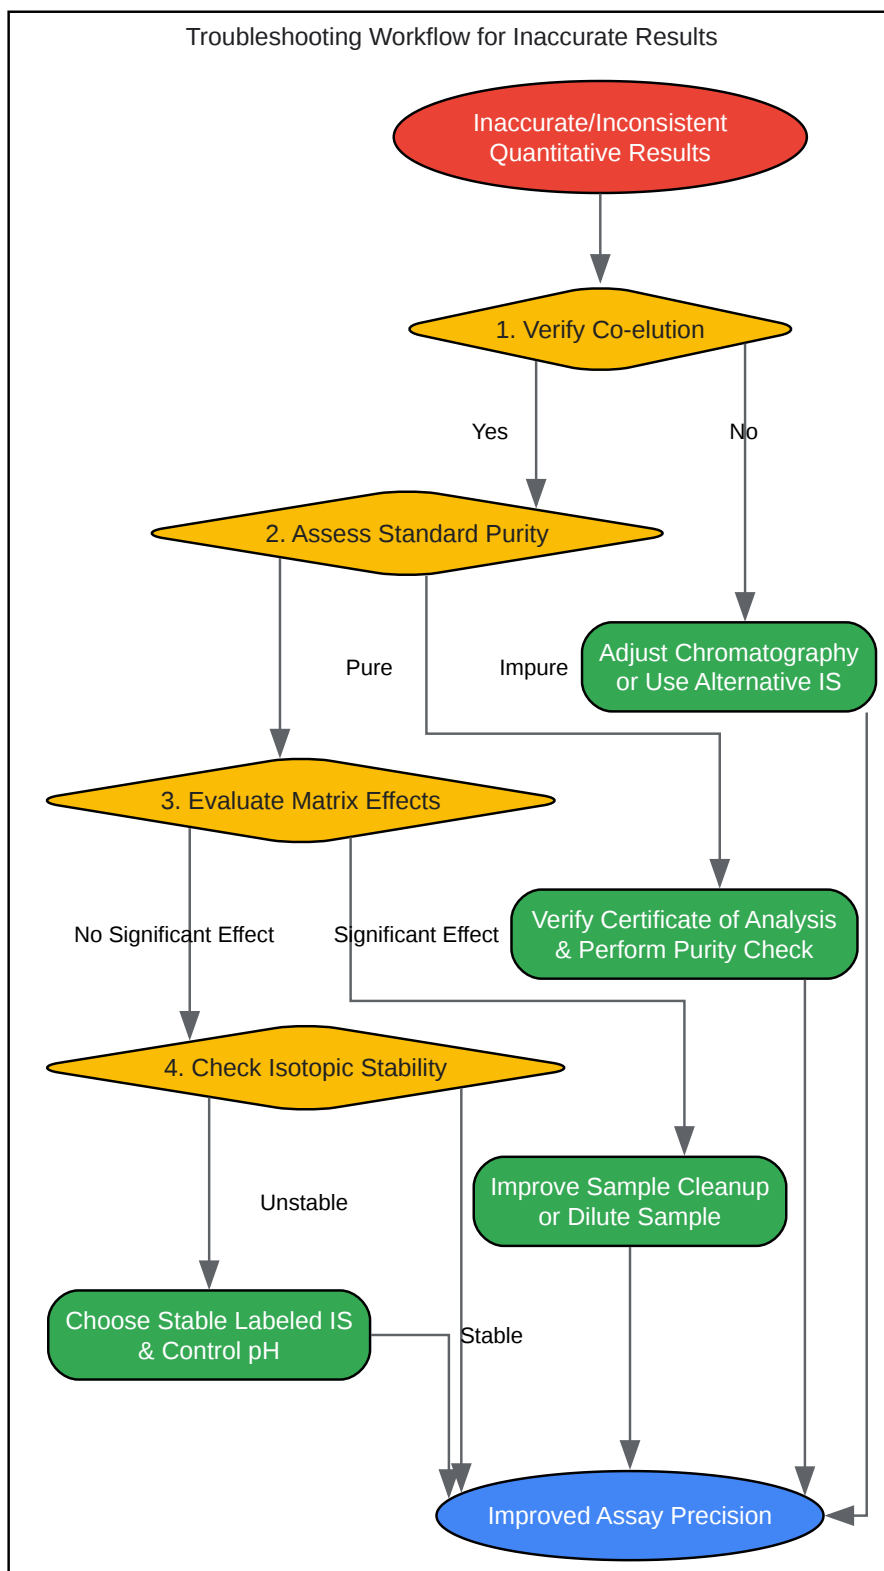 Troubleshooting Workflow for Inaccurate Results
Inaccurate/Inconsistent
Quantitative Results
1. Verify Co-elution
Yes
No
2. Assess Standard Purity
Adjust Chromatography
or Use Alternative IS
Pure
Impure
3. Evaluate Matrix Effects
Verify Certificate of Analysis
& Perform Purity Check
No Significant Effect
Significant Effect
4. Check Isotopic Stability
Improve Sample Cleanup
or Dilute Sample
Unstable
Choose Stable Labeled IS
& Control pH
Stable
Improved Assay Precision